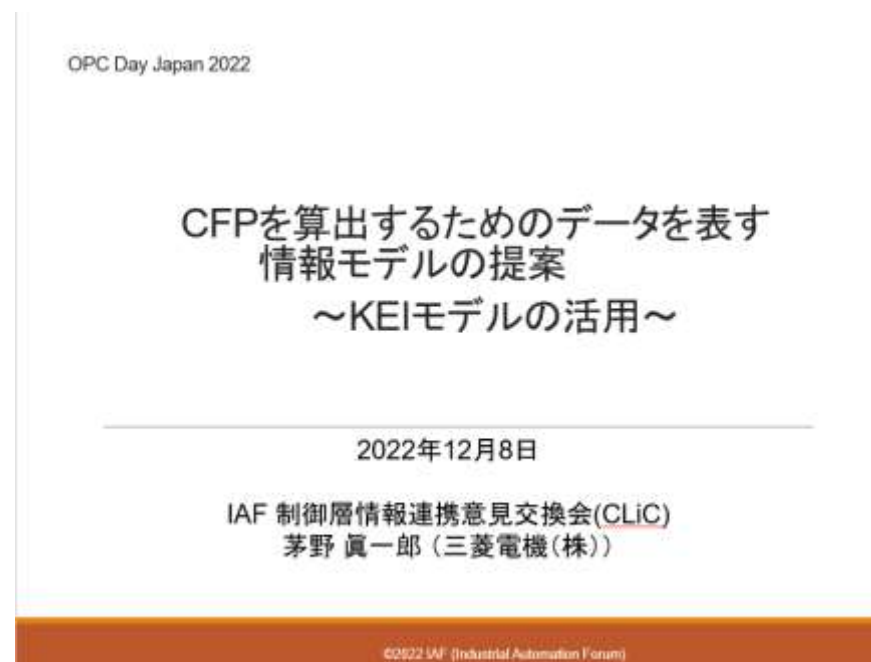 OPC Day Japan 2022
CFPを算出するためのデータを表す
情報モデルの提案
～KEIモデルの活用～
2022年12月8日
IAF 制御層情報連携意見交換会(CLiC)
茅野 眞一郎（三菱電機（株））
©2022 IAF (Industrial Automation Forum)